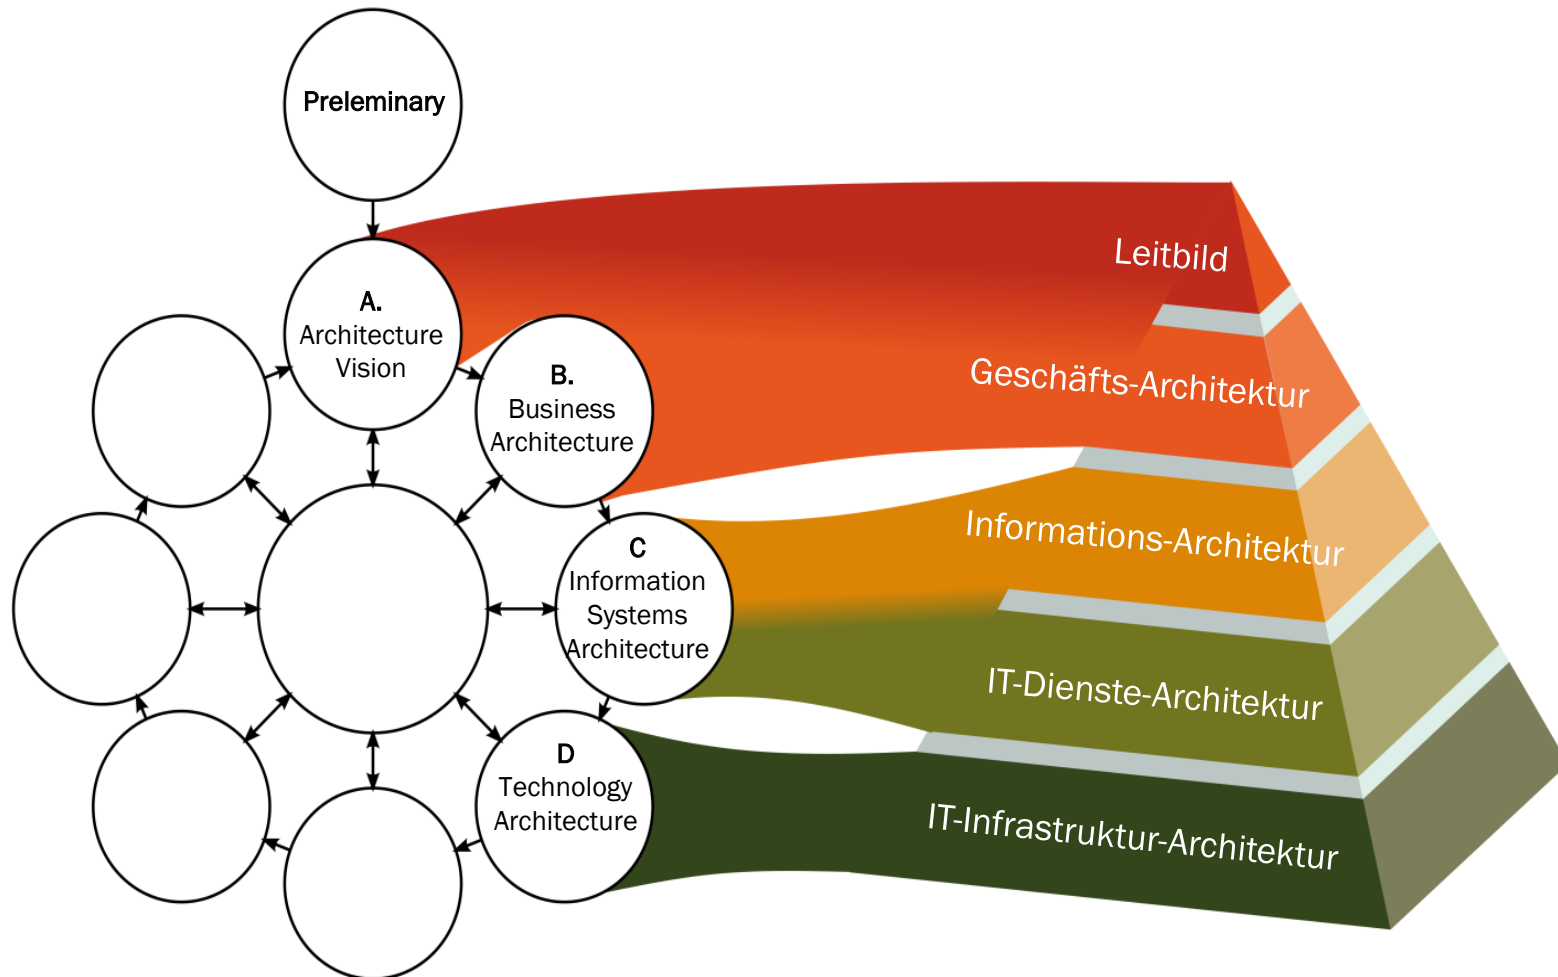 Preleminary
A.
Architecture
Vision
B.
Business
Architecture
C
Information
Systems
Architecture
D
Technology
Architecture
Leitbild
Geschäfts-Architektur
Informations-Architektur
IT-Dienste-Architektur
IT-Infrastruktur-Architektur